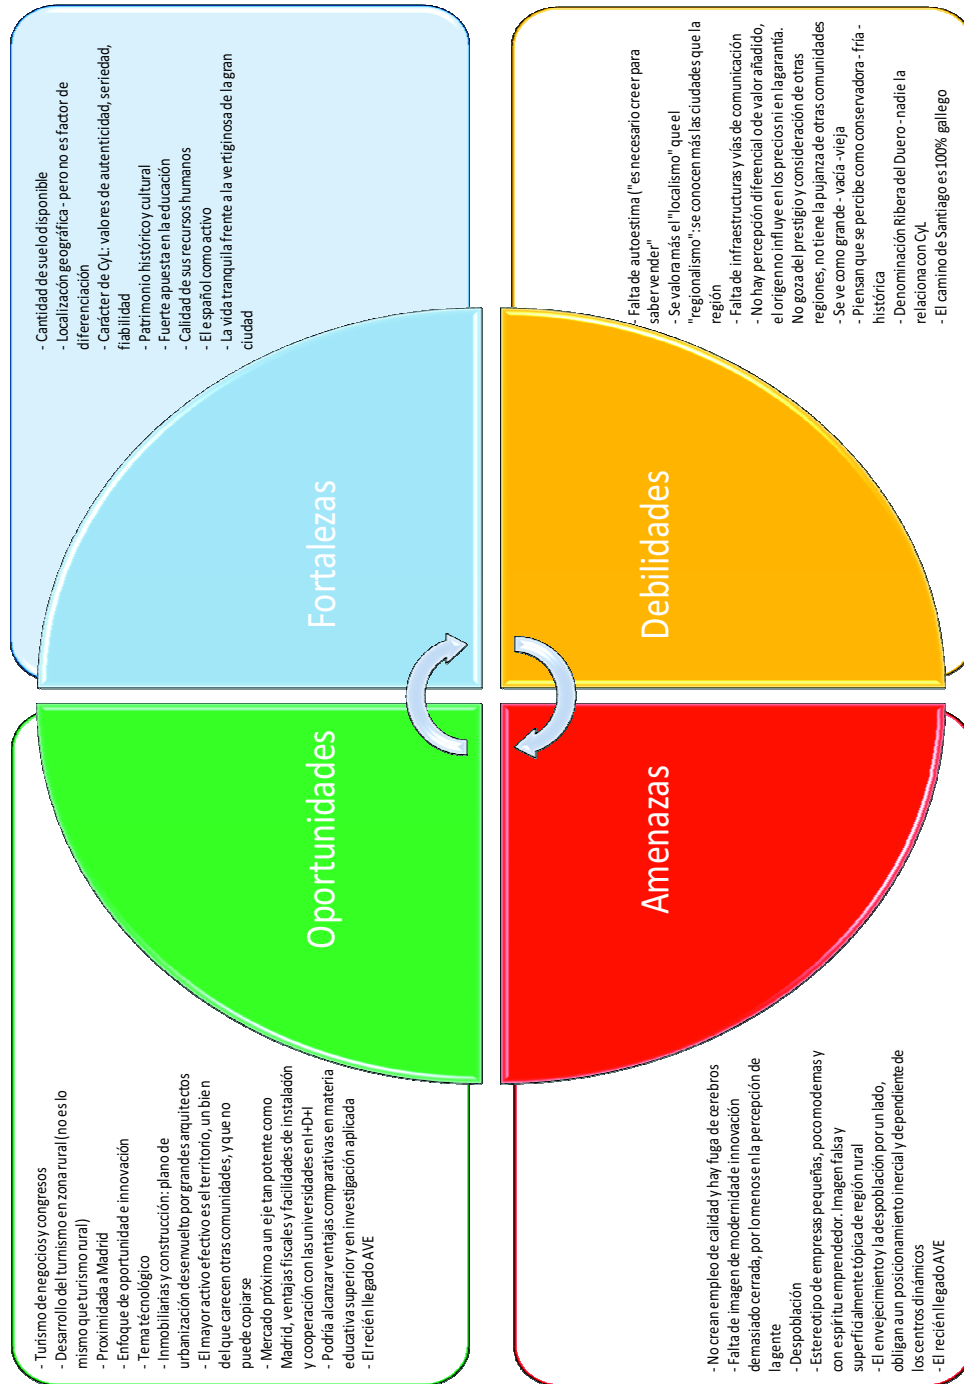 Oportunidades
- Turismo de negocios y congresos
- Desarrollo del turnismo en zona rural (no es lo
mismo que turismo rural)
- Proximidada a Madrid
- Enfoque de oportunidad e innovación
- Tema técnológico
- Inmobiliarias y construcción: plano de
urbanización desenvuelto por grandes arquitectos
- El mayor activo efectivo es el territorio, un bien
del que carecen otras comunidades, y que no
puede copiarse
- Mercado próximo a un eje tan potente como
Madrid, ventajas fiscales y facilidades de instalación
y cooperación con las universidades en I+D+I
- Podría alcanzar ventajas comparativas en materia
educativa superior y en investigación aplicada
- El recién llegado AVE
Fortalezas
- Cantidad de suelo disponible
- Localizacón geográfica - pero no es factor de
diferenciación
- Carácter de CyL: valores de autenticidad, seriedad,
fiabilidad
- Patrimonio histórico y cultural
- Fuerte apuesta en la educación
- Calidad de sus recursos humanos
- El español como activo
- La vida tranquila frente a la vertiginosa de la gran
ciudad
Amenazas
- No crean empleo de calidad y hay fuga de cerebros
- Falta de imagen de modernidad e innovación
demasiado cerrada, por lo menos en la percepción de
la gente
- Despoblación
- Estereotipo de empresas pequeñas, poco modernas y
con espíritu emprendedor. Imagen falsa y
superficialmente tópica de región rural
- El envejecimiento y la despoblación por un lado,
obligan a un posicionamiento inercial y dependiente de
los centros dinámicos
- El recién llegado AVE
Debilidades
- Falta de autoestima ("es necesario creer para
saber vender"
- Se valora más el "localismo" que el
"regionalismo": se conocen más las ciudades que la
región
- Falta de infraestructuras y vías de comunicación
- No hay percepción diferencial o de valor añadido,
el origen no influye en los precios ni en la garantía.
No goza del prestigio y consideración de otras
regiones, no tiene la pujanza de otras comunidades
- Se ve como grande - vacía - vieja
- Piensan que se percibe como conservadora - fría -
histórica
- Denominación Ribera del Duero - nadie la
relaciona con CyL
- El camino de Santiago es 100% gallego